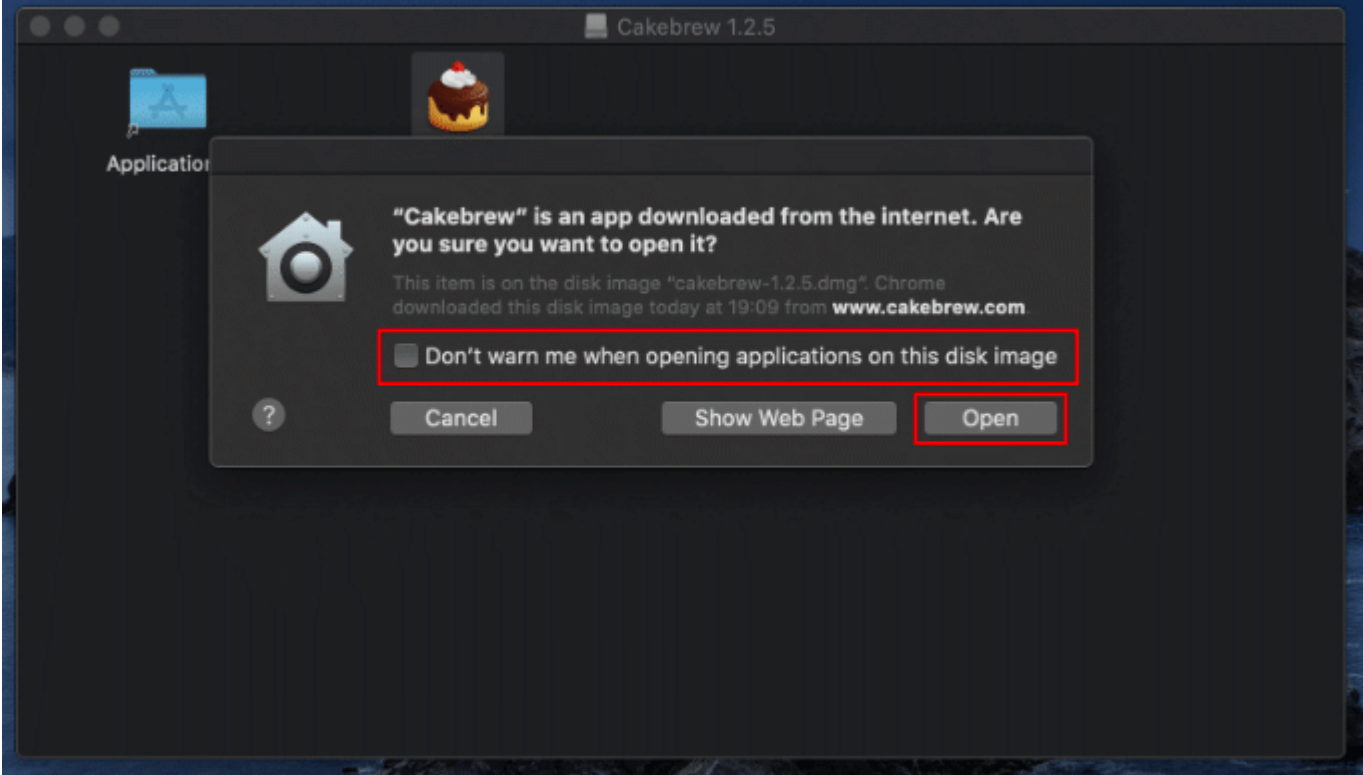 Cakebrew 1.2.5
Application
“Cakebrew” is an app downloaded from the internet. Are
you sure you want to open it?
This item is on the disk image “cakebrew-1.2.5.dmg”. Chrome
downloaded this disk image today at 19:09 from www.cakebrew.com.
Don’t warn me when opening applications on this disk image
?
Cancel
Show Web Page
Open